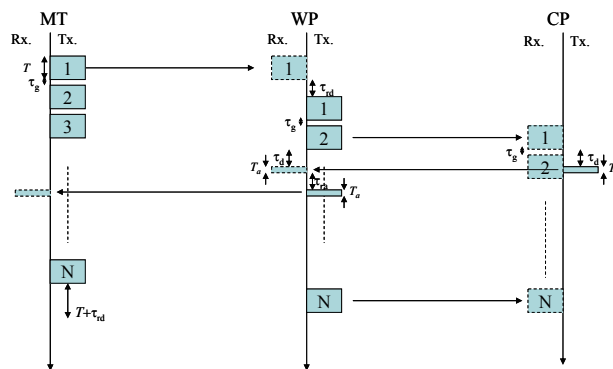 MT WP CP
Rx. Tx. Rx. Tx. Rx. Tx.
T 1 1
τg τrd
2 1
τg
3 2 1
τd τg τd
Ta 2 T
τra
Ta
N
N N
T+τrd